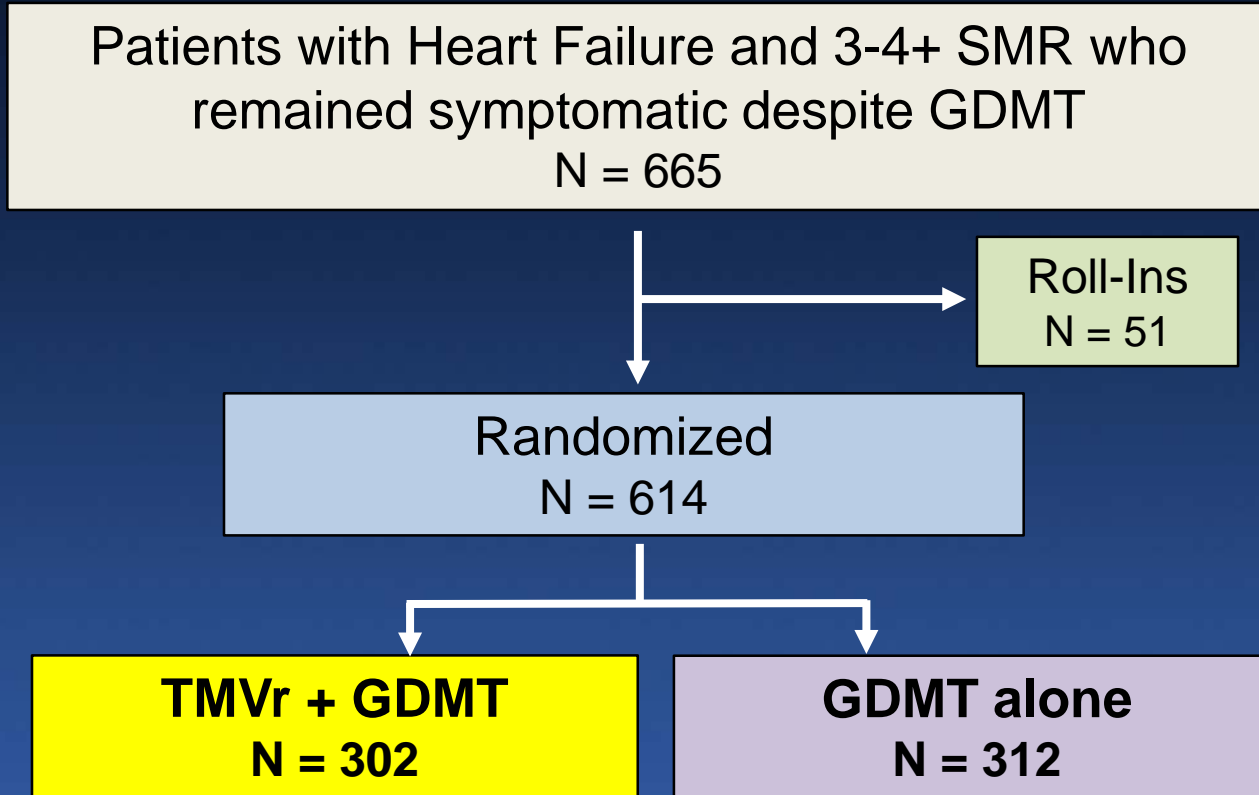 Patients with Heart Failure and 3-4+ SMR who
remained symptomatic despite GDMT
N = 665
Roll-Ins
N = 51
Randomized
N = 614
TMVr + GDMT
N = 302
GDMT alone
N = 312